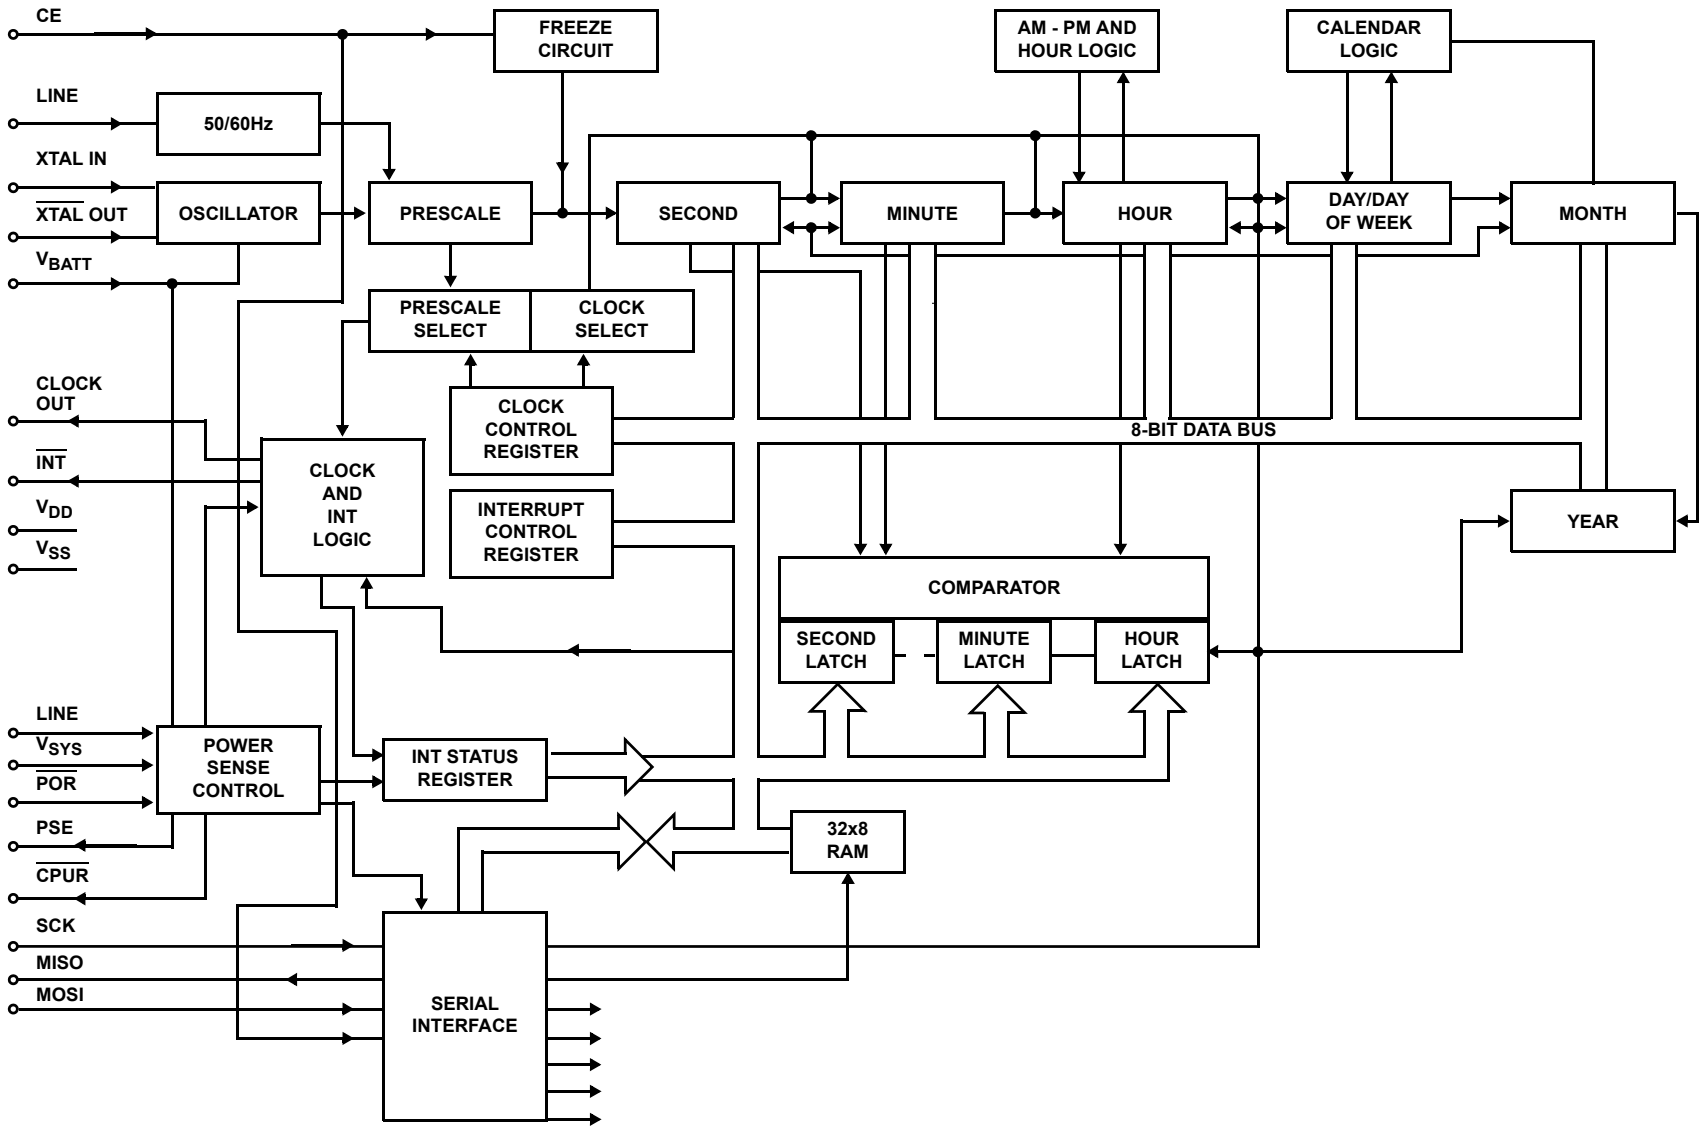 CE
FREEZE
CIRCUIT
AM - PM AND
HOUR LOGIC
CALENDAR
LOGIC
LINE
50/60Hz
XTAL IN
XTAL OUT
OSCILLATOR
PRESCALE
SECOND
MINUTE
HOUR
DAY/DAY
OF WEEK
MONTH
VBATT
PRESCALE
SELECT
CLOCK
SELECT
CLOCK
OUT
CLOCK
CONTROL
REGISTER
8-BIT DATA BUS
INT
CLOCK
AND
INT
LOGIC
VDD
VSS
INTERRUPT
CONTROL
REGISTER
YEAR
COMPARATOR
SECOND
LATCH
MINUTE
LATCH
HOUR
LATCH
LINE
VSYS
POR
POWER
SENSE
CONTROL
INT STATUS
REGISTER
PSE
32x8
RAM
CPUR
SCK
MISO
MOSI
SERIAL
INTERFACE